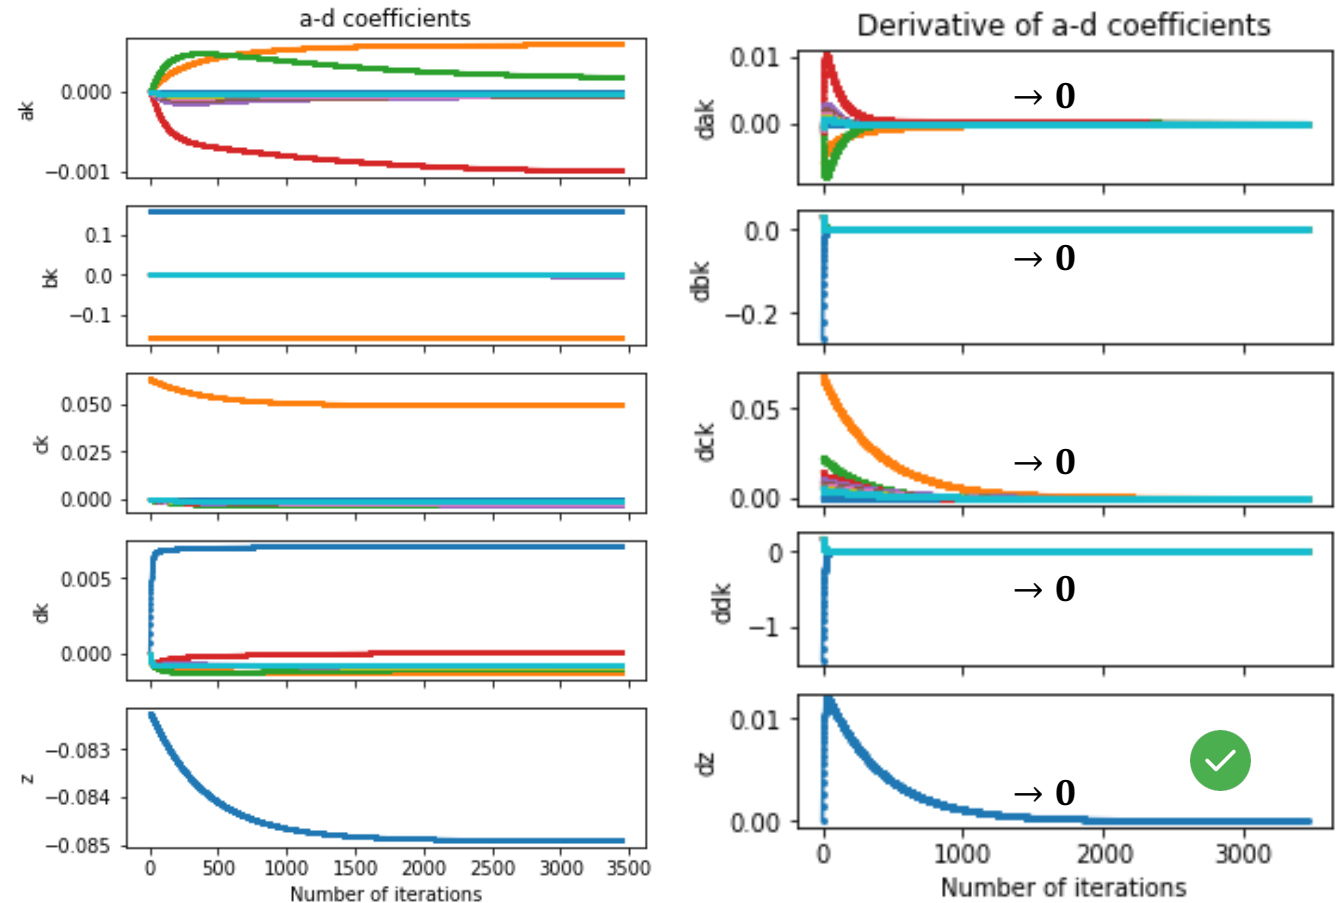 a-d coefficients
0.000
−0.001
ak
0.1
0.0
−0.1
bk
0.050
0.025
0.000
ck
0.005
0.000
dk
−0.083
−0.084
−0.085
z
0 500 1000 1500 2000 2500 3000 3500
Number of iterations
Derivative of a-d coefficients
0.01
0.00
dak
→ 0
0.0
−0.2
dbk
→ 0
0.05
0.00
dck
→ 0
0
−1
ddk
→ 0
0.01
0.00
dz
→ 0
0 1000 2000 3000
Number of iterations